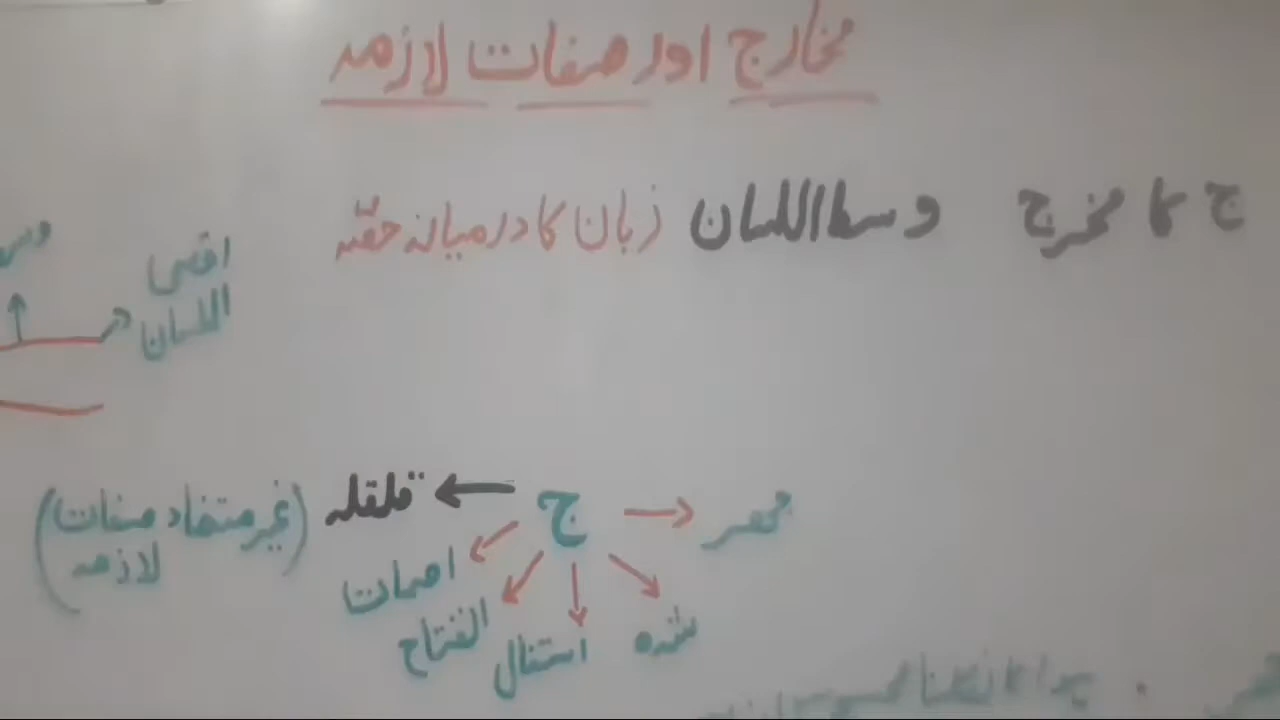 مخارج اور صفات لازمہ
ج کا مخرج وسط اللسان زبان کا درمیانہ حصّہ
اقصی
اللسان
ج
جھر
شدہ
استفال
انفتاح
اصمات
قلقلہ
(غیر متضاد صفات
لازمہ)